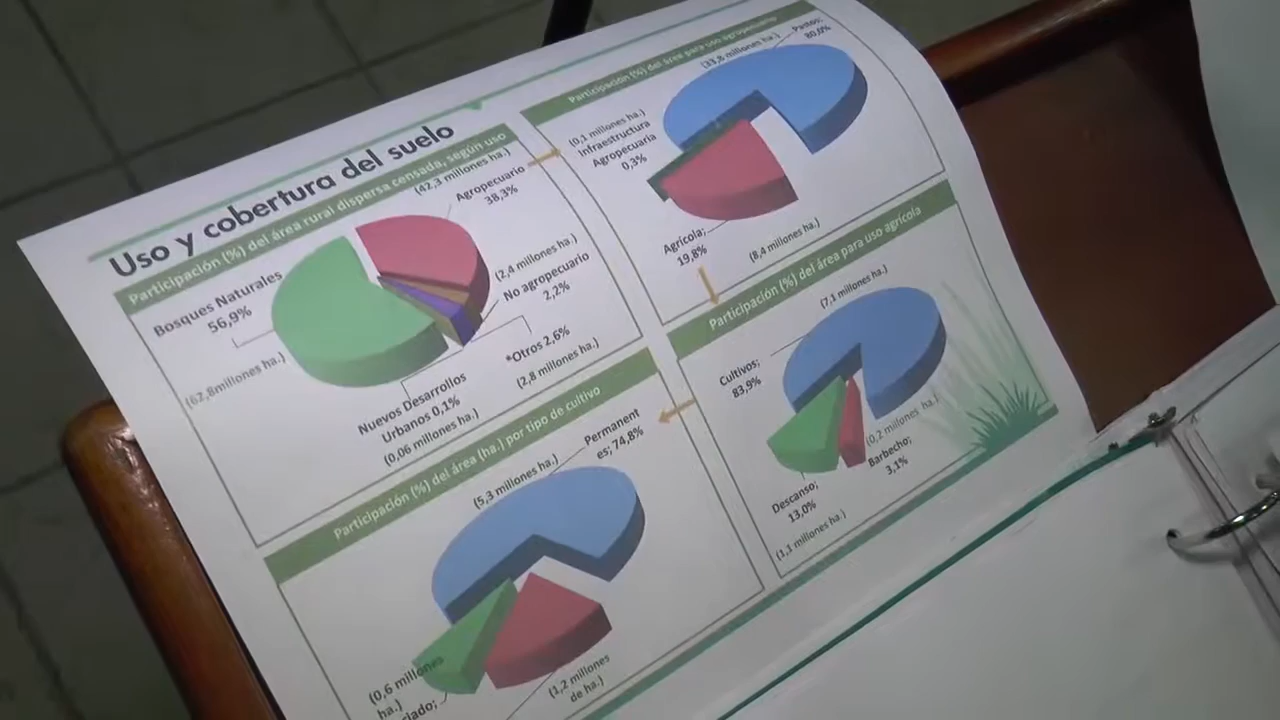 Uso y cobertura del suelo
Participación (%) del área rural dispersa censada, según uso
(42,3 millones ha.)
Agropecuario
38,3%
Bosques Naturales
56,9%
(62,8millones ha.)
(2,4 millones ha.)
No agropecuario
2,2%
*Otros 2,6%
(2,8 millones ha.)
Nuevos Desarrollos
Urbanos 0,1%
(0,06 millones ha.)
Participación (%) del área para uso agropecuario
Pastos;
80,0%
(33,8 millones ha.)
(0,1 millones ha.)
Infraestructura
Agropecuaria
0,3%
Agrícola;
19,8%
(8,4 millones ha.)
Participación (%) del área para uso agrícola
(7,1 millones ha.)
Cultivos;
83,9%
(0,2 millones ha.)
Barbecho;
3,1%
Descanso;
13,0%
(1,1 millones ha.)
Participación (%) del área (ha.) por tipo de cultivo
Permanent
es; 74,8%
(5,3 millones ha.)
(0,6 millones
ha.)
(1,2 millones
de ha.)